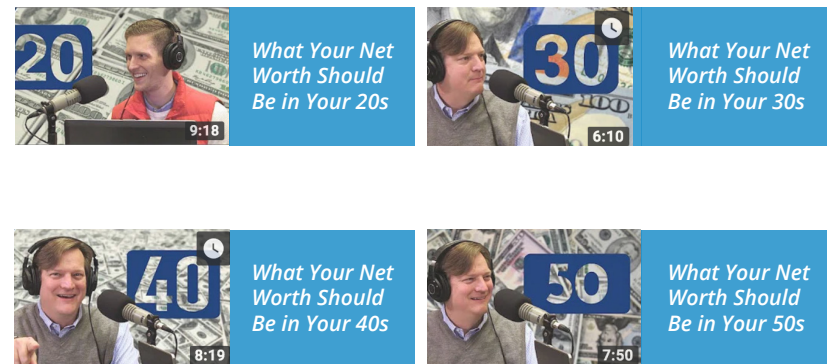 20
9:18
What Your Net
Worth Should
Be in Your 20s
30
6:10
What Your Net
Worth Should
Be in Your 30s
40
8:19
What Your Net
Worth Should
Be in Your 40s
50
7:50
What Your Net
Worth Should
Be in Your 50s